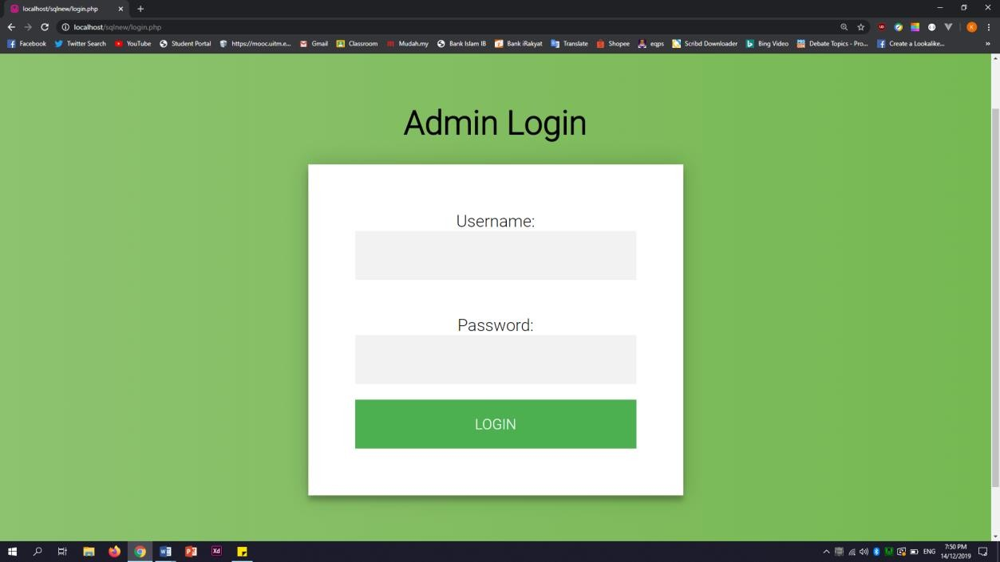 localhost/sqlnew/login.php
localhost/sqlnew/login.php
Facebook Twitter Search YouTube Student Portal https://mooc.uitm.e... Gmail Classroom Mudah.my Bank Islam IB Bank iRakyat Translate Shopee eqps Scribd Downloader Bing Video Debate Topics - Pro... Create a Lookalike... »
Admin Login
Username:
Password:
LOGIN
ENG
7:50 PM
14/12/2019